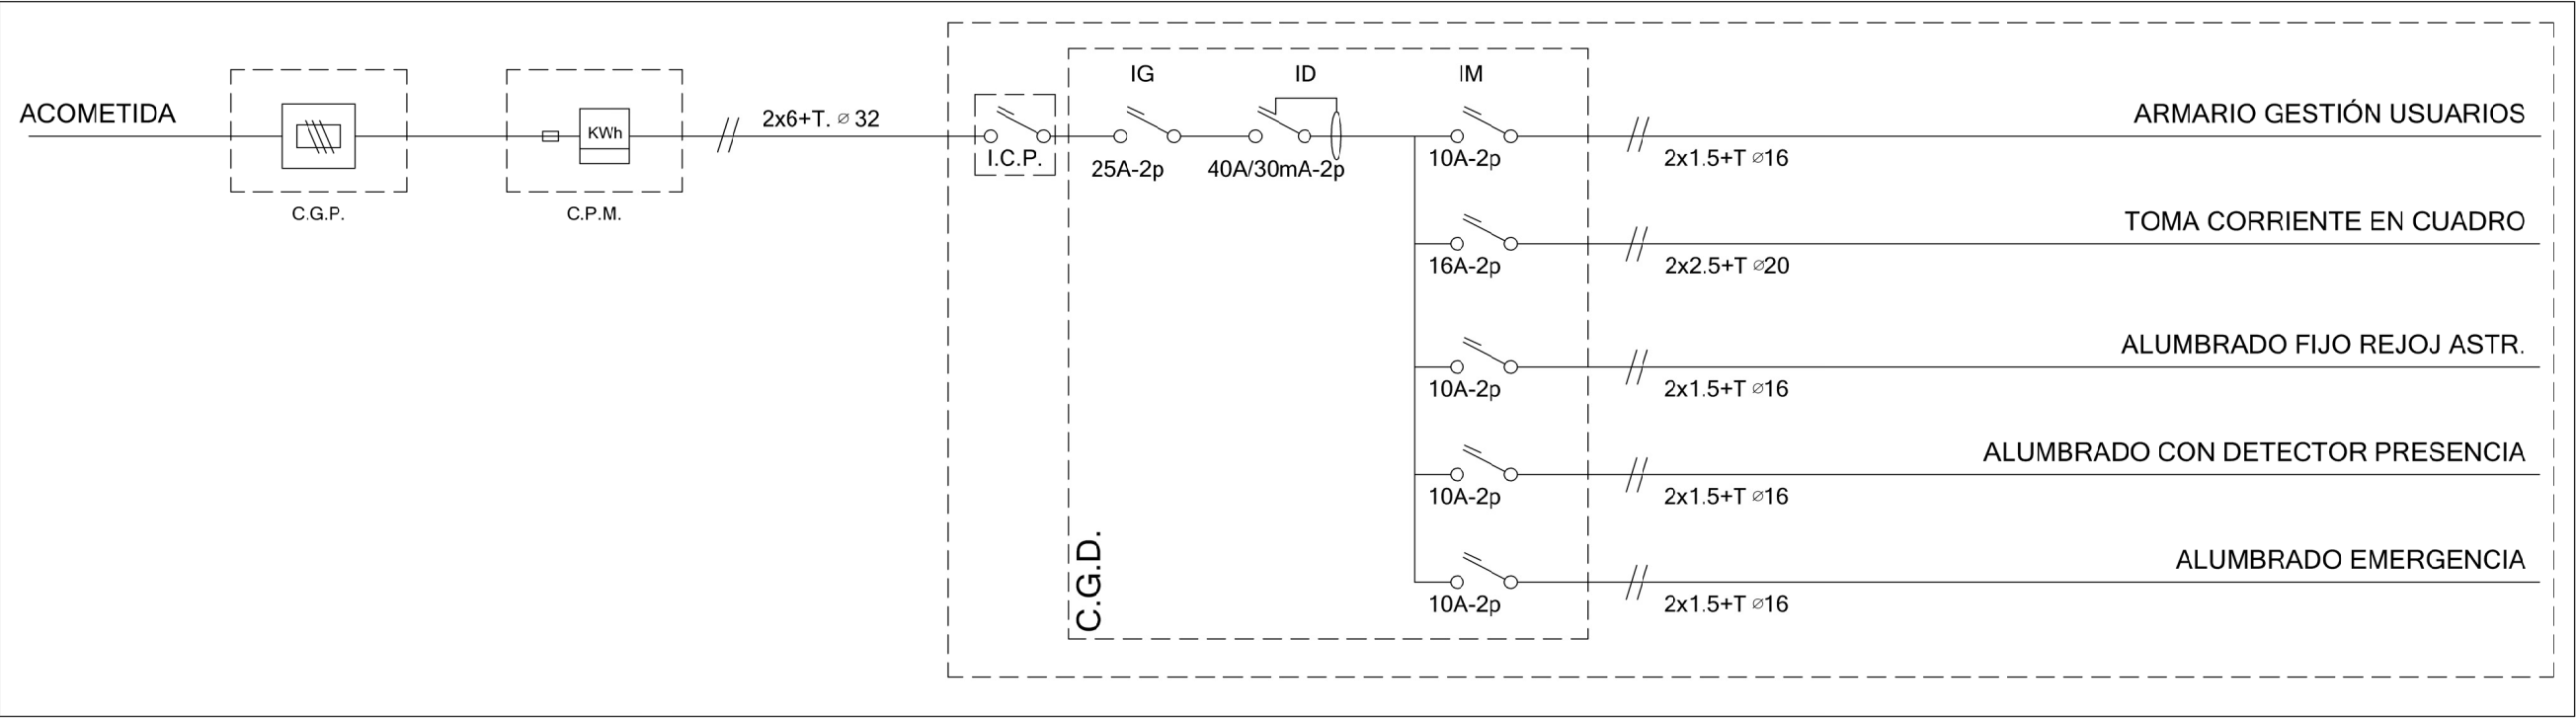 IG
ID
IM
ACOMETIDA
KWh
2x6+T. ⌀ 32
I.C.P.
25A-2p
40A/30mA-2p
10A-2p
2x1.5+T ⌀16
ARMARIO GESTIÓN USUARIOS
C.G.P.
C.P.M.
16A-2p
2x2.5+T ⌀20
TOMA CORRIENTE EN CUADRO
10A-2p
2x1.5+T ⌀16
ALUMBRADO FIJO REJOJ ASTR.
10A-2p
2x1.5+T ⌀16
ALUMBRADO CON DETECTOR PRESENCIA
10A-2p
2x1.5+T ⌀16
ALUMBRADO EMERGENCIA
C.G.D.